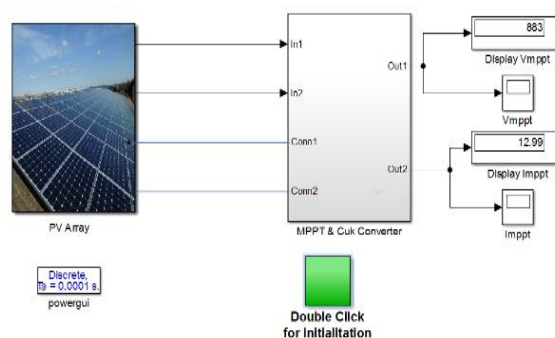 883
Display Vmppt
In1
Out1
In2
Vmppt
12.99
Conn1
Display Imppt
Conn2
Out2
PV Array
MPPT & Cuk Converter
Imppt
Discrete,
Ts = 0.0001 s.
powergui
Double Click
for Initialitation